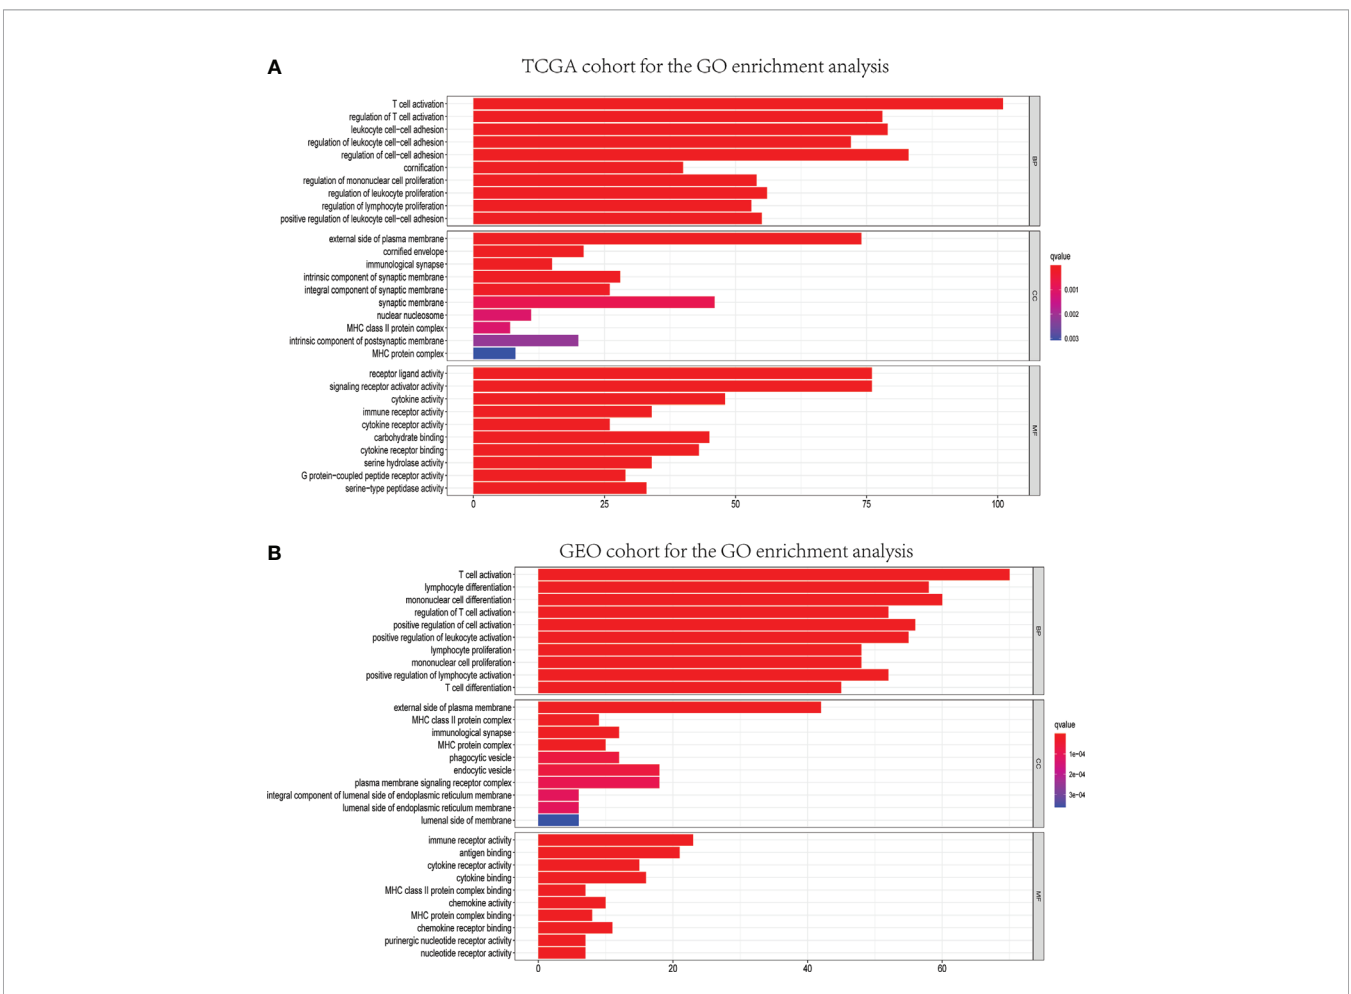 A
TCGA cohort for the GO enrichment analysis
T cell activation
regulation of T cell activation
leukocyte cell−cell adhesion
regulation of leukocyte cell−cell adhesion
regulation of cell−cell adhesion
cornification
regulation of mononuclear cell proliferation
regulation of leukocyte proliferation
regulation of lymphocyte proliferation
positive regulation of leukocyte cell−cell adhesion
BP
external side of plasma membrane
cornified envelope
immunological synapse
intrinsic component of synaptic membrane
integral component of synaptic membrane
synaptic membrane
nuclear nucleosome
MHC class II protein complex
intrinsic component of postsynaptic membrane
MHC protein complex
CC
qvalue
0.001
0.002
0.003
receptor ligand activity
signaling receptor activator activity
cytokine activity
immune receptor activity
cytokine receptor activity
carbohydrate binding
cytokine receptor binding
serine hydrolase activity
G protein−coupled peptide receptor activity
serine−type peptidase activity
MF
0 25 50 75 100
B
GEO cohort for the GO enrichment analysis
T cell activation
lymphocyte differentiation
mononuclear cell differentiation
regulation of T cell activation
positive regulation of cell activation
positive regulation of leukocyte activation
lymphocyte proliferation
mononuclear cell proliferation
positive regulation of lymphocyte activation
T cell differentiation
BP
external side of plasma membrane
MHC class II protein complex
immunological synapse
MHC protein complex
phagocytic vesicle
endocytic vesicle
plasma membrane signaling receptor complex
integral component of lumenal side of endoplasmic reticulum membrane
lumenal side of endoplasmic reticulum membrane
lumenal side of membrane
CC
qvalue
1e−04
2e−04
3e−04
immune receptor activity
antigen binding
cytokine receptor activity
cytokine binding
MHC class II protein complex binding
chemokine activity
MHC protein complex binding
chemokine receptor binding
purinergic nucleotide receptor activity
nucleotide receptor activity
MF
0 20 40 60